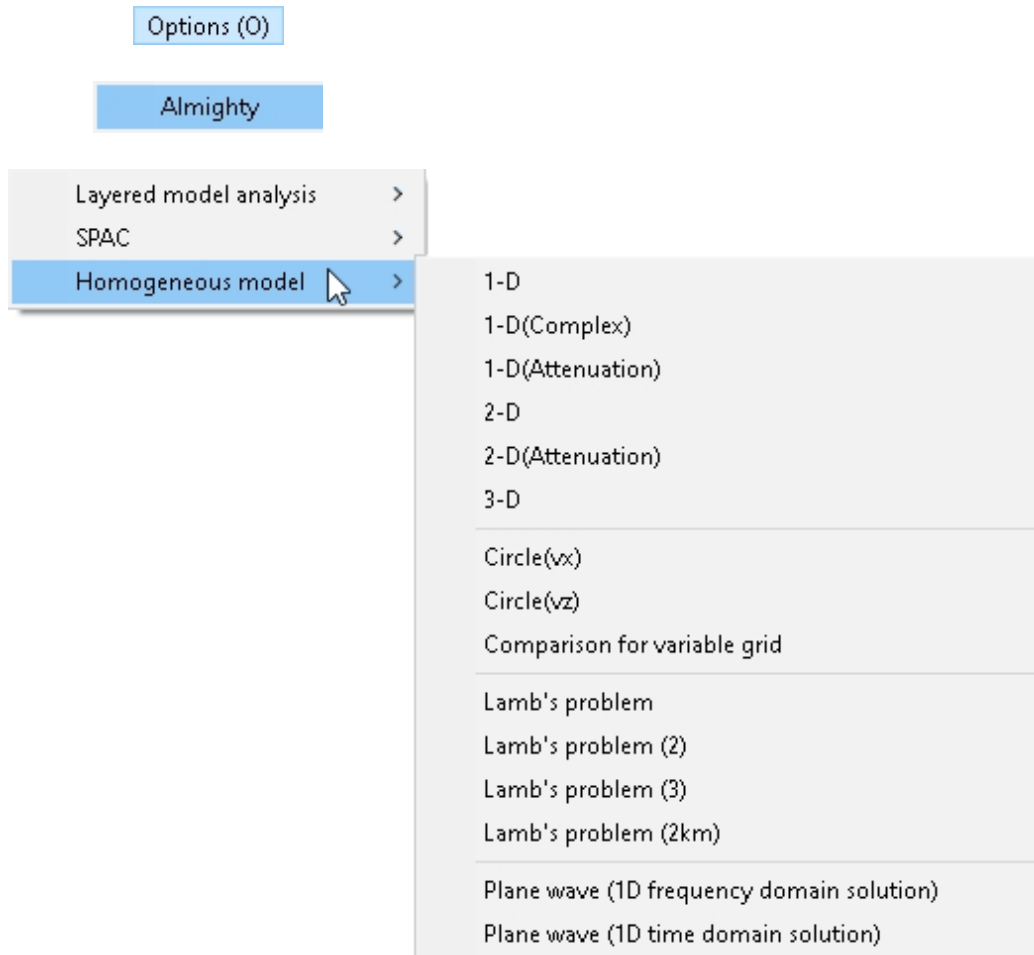 Options (O)
Almighty
Layered model analysis
SPAC
Homogeneous model
1-D
1-D(Complex)
1-D(Attenuation)
2-D
2-D(Attenuation)
3-D
Circle(vx)
Circle(vz)
Comparison for variable grid
Lamb's problem
Lamb's problem (2)
Lamb's problem (3)
Lamb's problem (2km)
Plane wave (1D frequency domain solution)
Plane wave (1D time domain solution)